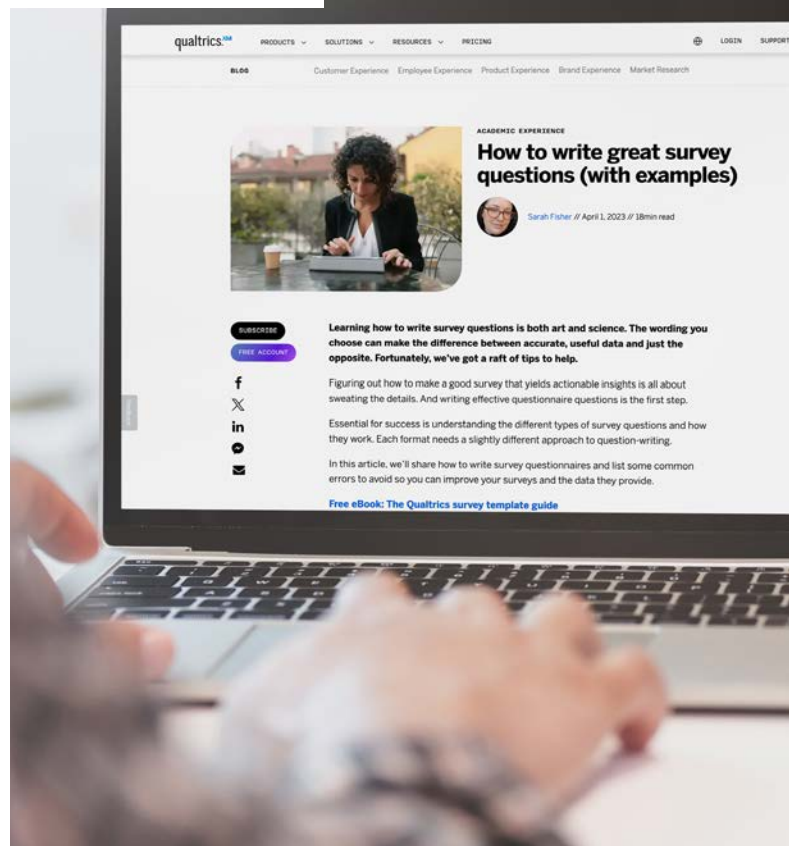 qualtrics.XM PRODUCTS SOLUTIONS RESOURCES PRICING LOGIN SUPPORT
BLOG Customer Experience Employee Experience Product Experience Brand Experience Market Research
ACADEMIC EXPERIENCE
How to write great survey
questions (with examples)
Sarah Fisher // April 1, 2023 // 18min read
SUBSCRIBE
FREE ACCOUNT
Learning how to write survey questions is both art and science. The wording you
choose can make the difference between accurate, useful data and just the
opposite. Fortunately, we've got a raft of tips to help.
Figuring out how to make a good survey that yields actionable insights is all about
sweating the details. And writing effective questionnaire questions is the first step.
Essential for success is understanding the different types of survey questions and how
they work. Each format needs a slightly different approach to question-writing.
In this article, we'll share how to write survey questionnaires and list some common
errors to avoid so you can improve your surveys and the data they provide.
Free eBook: The Qualtrics survey template guide